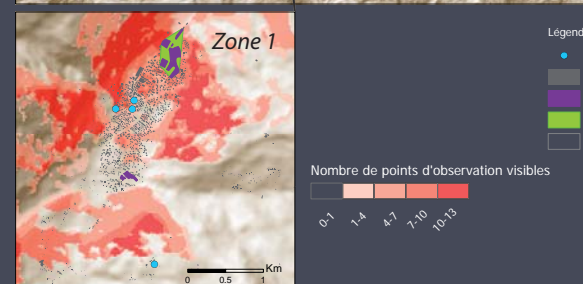 Zone 1
Légend
Nombre de points d'observation visibles
0-1 1-4 4-7 7-10 10-13
Km
0 0.5 1